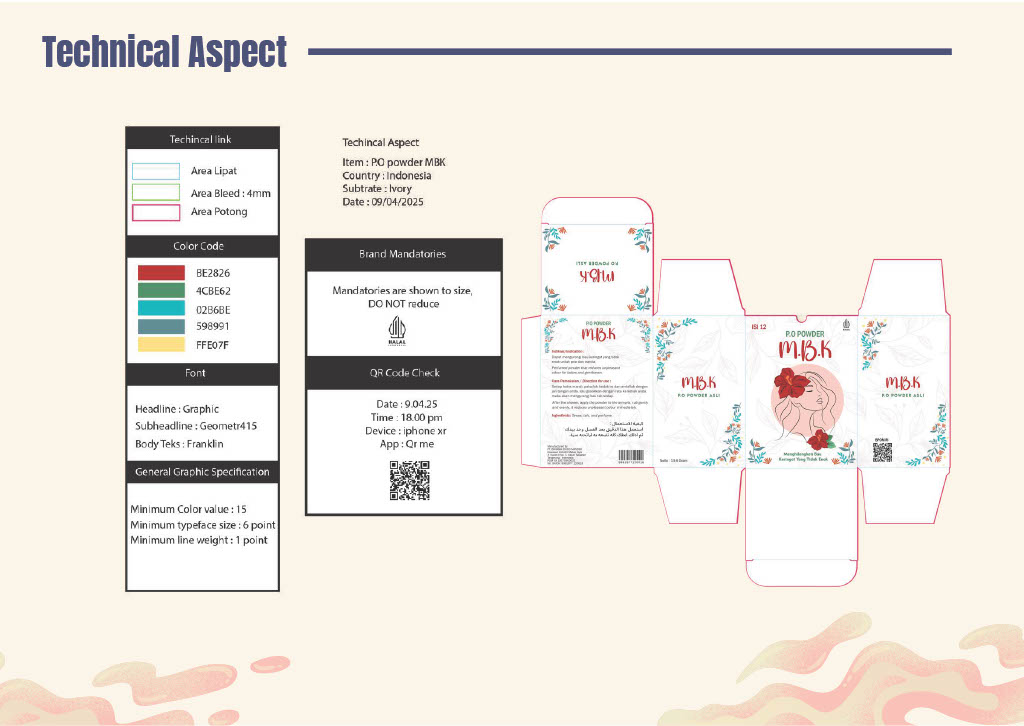 Technical Aspect
Techincal link
Area Lipat
Area Bleed : 4mm
Area Potong
Color Code
BE2826
4CBE62
02B6BE
598991
FFE07F
Font
Headline : Graphic
Subheadline : Geometr415
Body Teks : Franklin
General Graphic Specification
Minimum Color value : 15
Minimum typeface size : 6 point
Minimum line weight : 1 point
Techincal Aspect
Item : P.O powder MBK
Country : Indonesia
Subtrate : Ivory
Date : 09/04/2025
Brand Mandatories
Mandatories are shown to size,
DO NOT reduce
HALAL
QR Code Check
Date : 9.04.25
Time : 18.00 pm
Device : iphone xr
App : Qr me
M.B.K
P.O POWDER ASLI
P.O POWDER
M.B.K
M.B.K
P.O POWDER ASLI
ISI 12
P.O POWDER
M.B.K
Menghilangkan Bau
Keringat Yang Tidak Enak
M.B.K
P.O POWDER ASLI